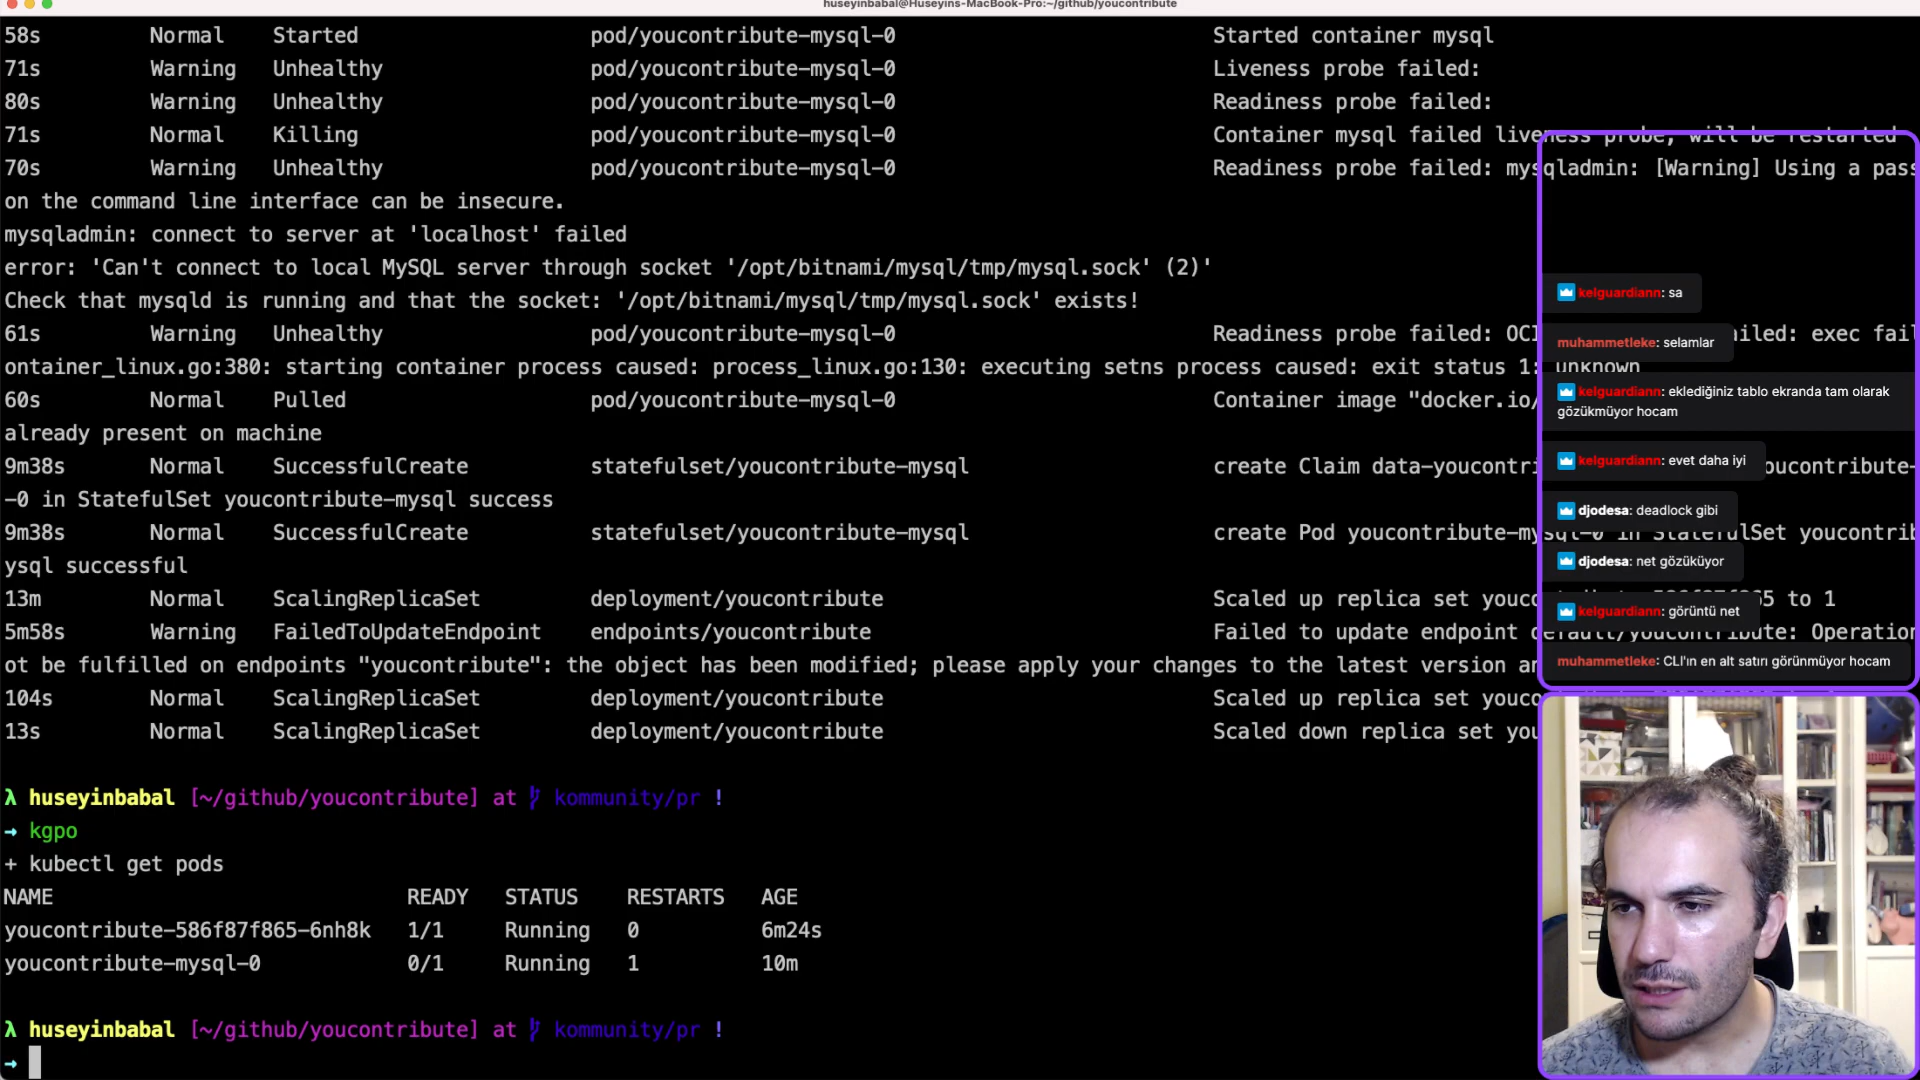 huseyinbabal@Huseyins-MacBook-Pro:~/github/youcontribute
58s Normal Started pod/youcontribute-mysql-0 Started container mysql
71s Warning Unhealthy pod/youcontribute-mysql-0 Liveness probe failed:
80s Warning Unhealthy pod/youcontribute-mysql-0 Readiness probe failed:
71s Normal Killing pod/youcontribute-mysql-0 Container mysql failed liveness probe, will be restarted
70s Warning Unhealthy pod/youcontribute-mysql-0 Readiness probe failed: mysqladmin: [Warning] Using a pass
on the command line interface can be insecure.
mysqladmin: connect to server at 'localhost' failed
error: 'Can't connect to local MySQL server through socket '/opt/bitnami/mysql/tmp/mysql.sock' (2)'
Check that mysqld is running and that the socket: '/opt/bitnami/mysql/tmp/mysql.sock' exists!
61s Warning Unhealthy pod/youcontribute-mysql-0 Readiness probe failed: OCI ailed: exec fail
ontainer_linux.go:380: starting container process caused: process_linux.go:130: executing setns process caused: exit status 1: unknown
60s Normal Pulled pod/youcontribute-mysql-0 Container image "docker.io/
already present on machine
9m38s Normal SuccessfulCreate statefulset/youcontribute-mysql create Claim data-youcontri oucontribute-
-0 in StatefulSet youcontribute-mysql success
9m38s Normal SuccessfulCreate statefulset/youcontribute-mysql create Pod youcontribute-mysql-0 in StatefulSet youcontrib
ysql successful
13m Normal ScalingReplicaSet deployment/youcontribute Scaled up replica set youc 5 to 1
5m58s Warning FailedToUpdateEndpoint endpoints/youcontribute Failed to update endpoint default/youcontribute: Operation
ot be fulfilled on endpoints "youcontribute": the object has been modified; please apply your changes to the latest version an
104s Normal ScalingReplicaSet deployment/youcontribute Scaled up replica set youco
13s Normal ScalingReplicaSet deployment/youcontribute Scaled down replica set you
λ huseyinbabal [~/github/youcontribute] at kommunity/pr !
→ kgpo
+ kubectl get pods
NAME READY STATUS RESTARTS AGE
youcontribute-586f87f865-6nh8k 1/1 Running 0 6m24s
youcontribute-mysql-0 0/1 Running 1 10m
λ huseyinbabal [~/github/youcontribute] at kommunity/pr !
→
kelguardiann: sa
muhammetleke: selamlar
kelguardiann: eklediğiniz tablo ekranda tam olarak
gözükmüyor hocam
kelguardiann: evet daha iyi
djodesa: deadlock gibi
djodesa: net gözüküyor
kelguardiann: görüntü net
muhammetleke: CLI'ın en alt satırı görünmüyor hocam